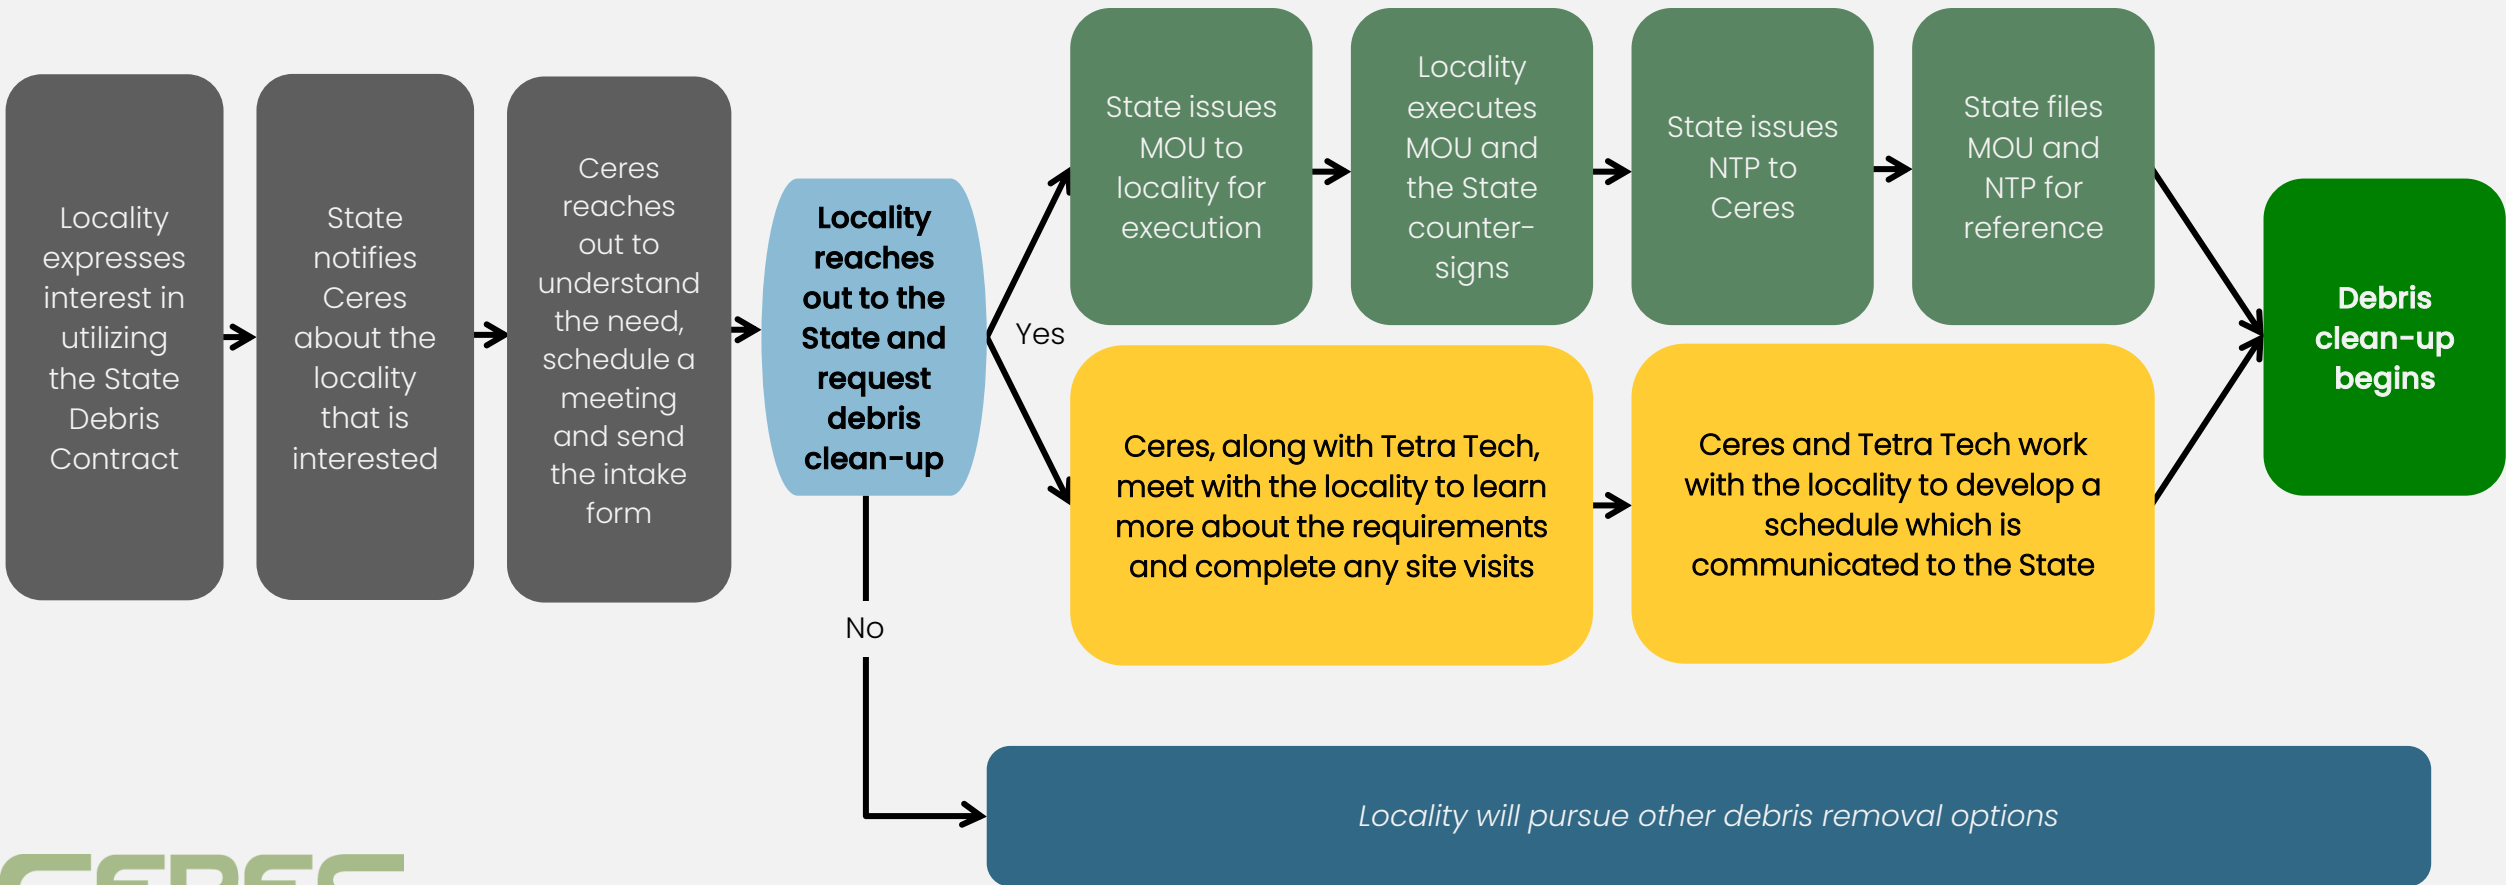 Locality
expresses
interest in
utilizing
the State
Debris
Contract
State
notifies
Ceres
about the
locality
that is
interested
Ceres
reaches
out to
understand
the need,
schedule a
meeting
and send
the intake
form
Locality
reaches
out to the
State and
request
debris
clean-up
Yes
No
State issues
MOU to
locality for
execution
Locality
executes
MOU and
the State
counter-
signs
State issues
NTP to
Ceres
State files
MOU and
NTP for
reference
Ceres, along with Tetra Tech,
meet with the locality to learn
more about the requirements
and complete any site visits
Ceres and Tetra Tech work
with the locality to develop a
schedule which is
communicated to the State
Debris
clean-up
begins
Locality will pursue other debris removal options
CERES